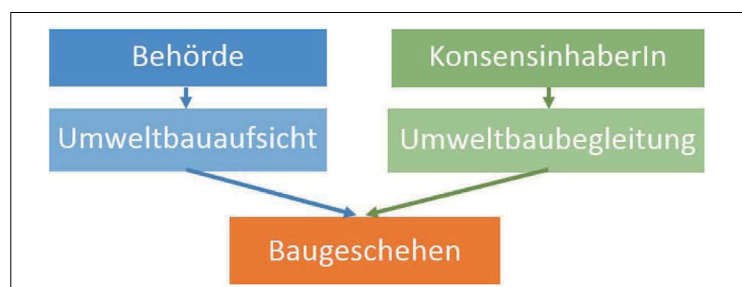 Behörde
KonsensinhaberIn
Umweltbauaufsicht
Umweltbaubegleitung
Baugeschehen